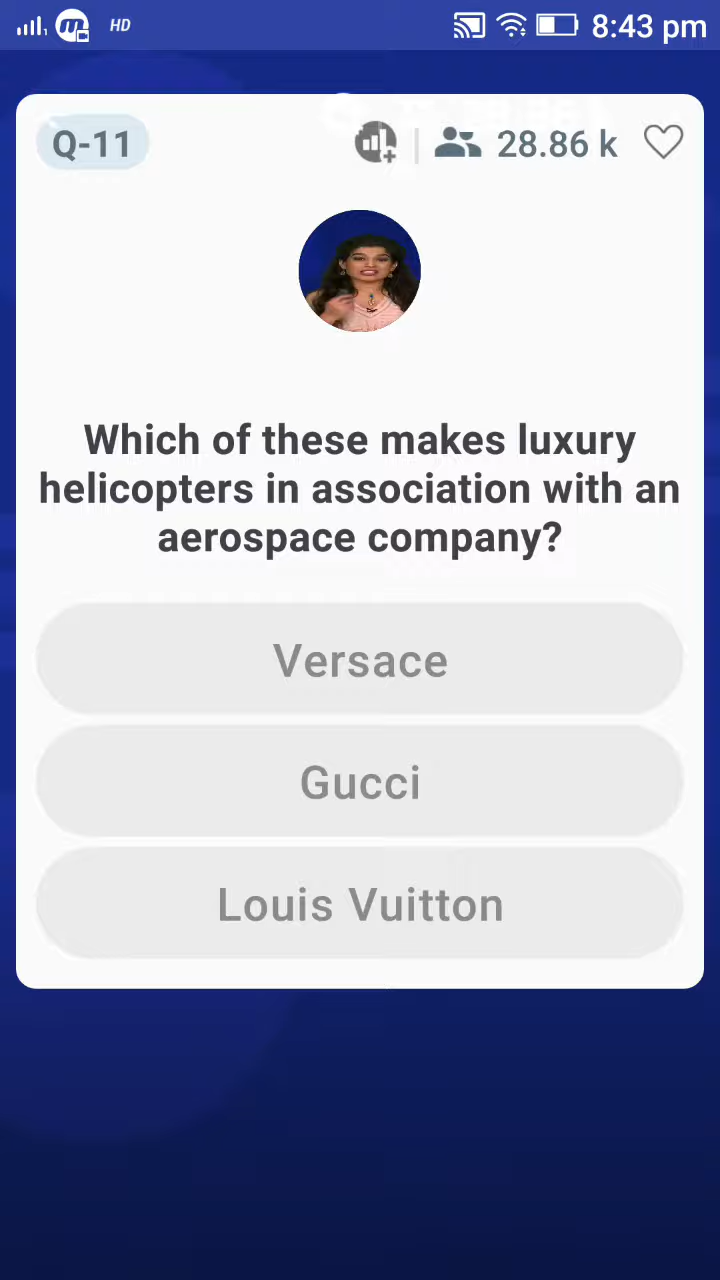 HD 8:43 pm
Q-11 28.86 k
Which of these makes luxury
helicopters in association with an
aerospace company?
Versace
Gucci
Louis Vuitton